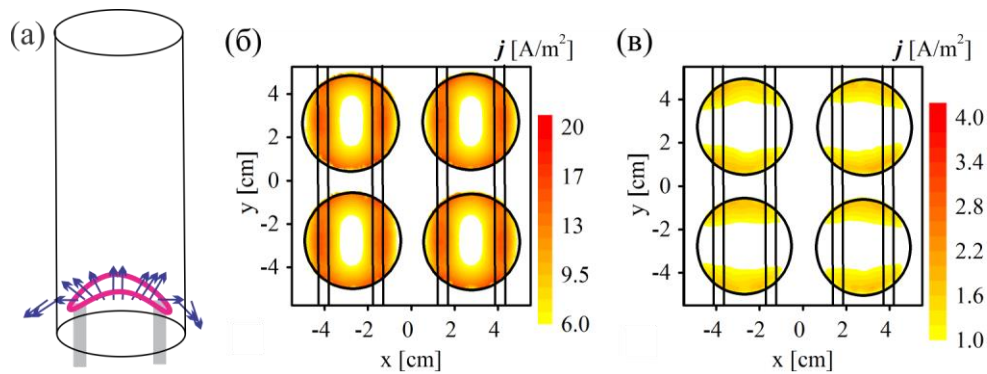 (а)
(б)
j [A/m²]
4
2
0
-2
-4
y [cm]
-4 -2 0 2 4
x [cm]
20
17
13
9.5
6.0
(в)
j [A/m²]
4
2
0
-2
-4
y [cm]
-4 -2 0 2 4
x [cm]
4.0
3.4
2.8
2.2
1.6
1.0